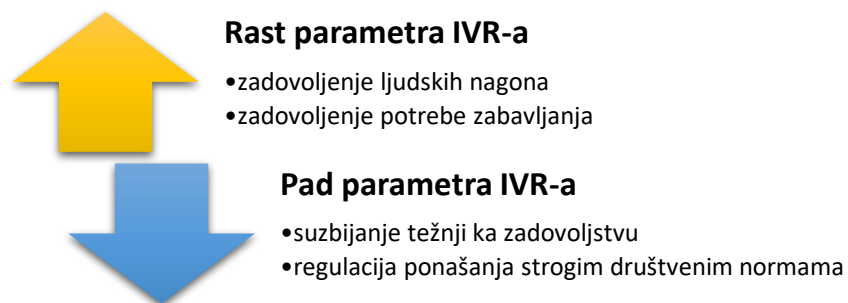 Rast parametra IVR-a
•zadovoljenje ljudskih nagona
•zadovoljenje potrebe zabavljanja
Pad parametra IVR-a
•suzbijanje težnji ka zadovoljstvu
•regulacija ponašanja strogim društvenim normama